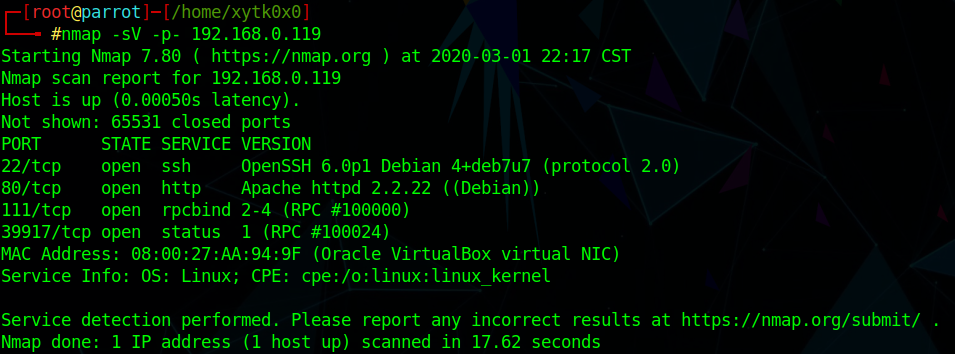 ┌─[root@parrot]─[/home/xytk0x0]
└──╼ #nmap -sV -p- 192.168.0.119
Starting Nmap 7.80 ( https://nmap.org ) at 2020-03-01 22:17 CST
Nmap scan report for 192.168.0.119
Host is up (0.00050s latency).
Not shown: 65531 closed ports
PORT      STATE SERVICE VERSION
22/tcp    open  ssh     OpenSSH 6.0p1 Debian 4+deb7u7 (protocol 2.0)
80/tcp    open  http    Apache httpd 2.2.22 ((Debian))
111/tcp   open  rpcbind 2-4 (RPC #100000)
39917/tcp open  status  1 (RPC #100024)
MAC Address: 08:00:27:AA:94:9F (Oracle VirtualBox virtual NIC)
Service Info: OS: Linux; CPE: cpe:/o:linux:linux_kernel

Service detection performed. Please report any incorrect results at https://nmap.org/submit/ .
Nmap done: 1 IP address (1 host up) scanned in 17.62 seconds